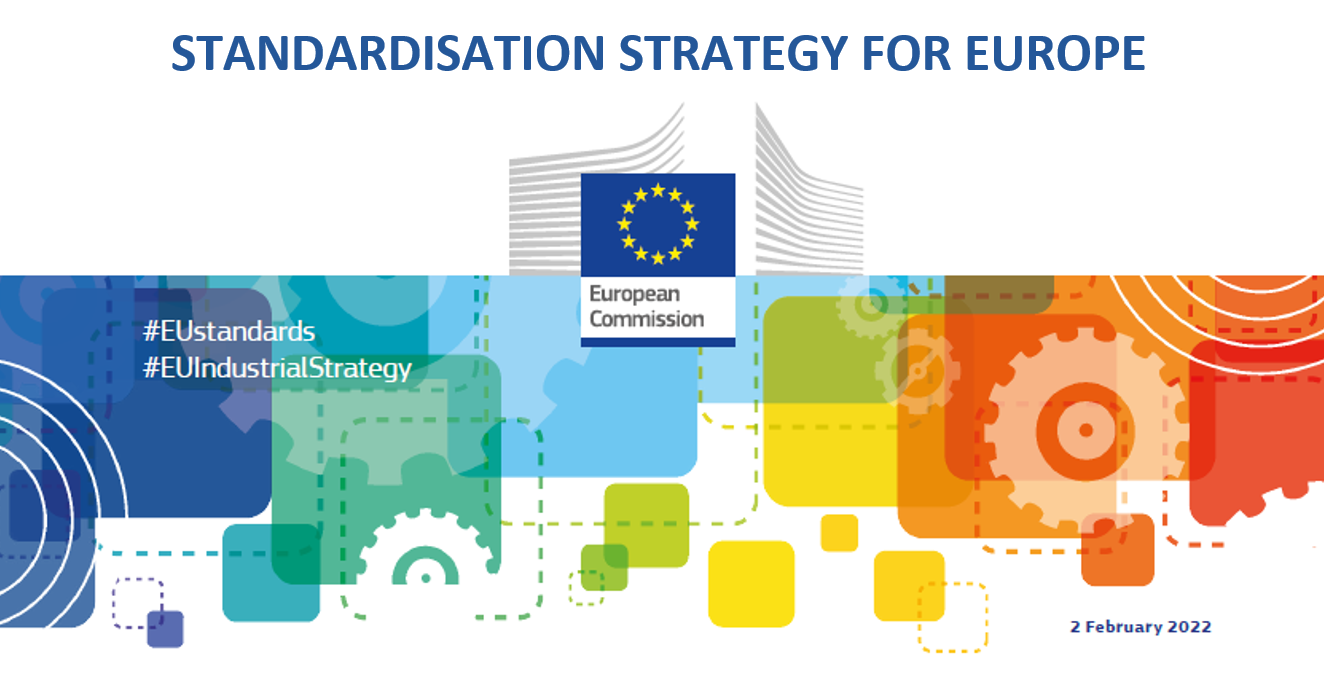 STANDARDISATION STRATEGY FOR EUROPE
European
Commission
#EUstandards
#EUIndustrialStrategy
2 February 2022